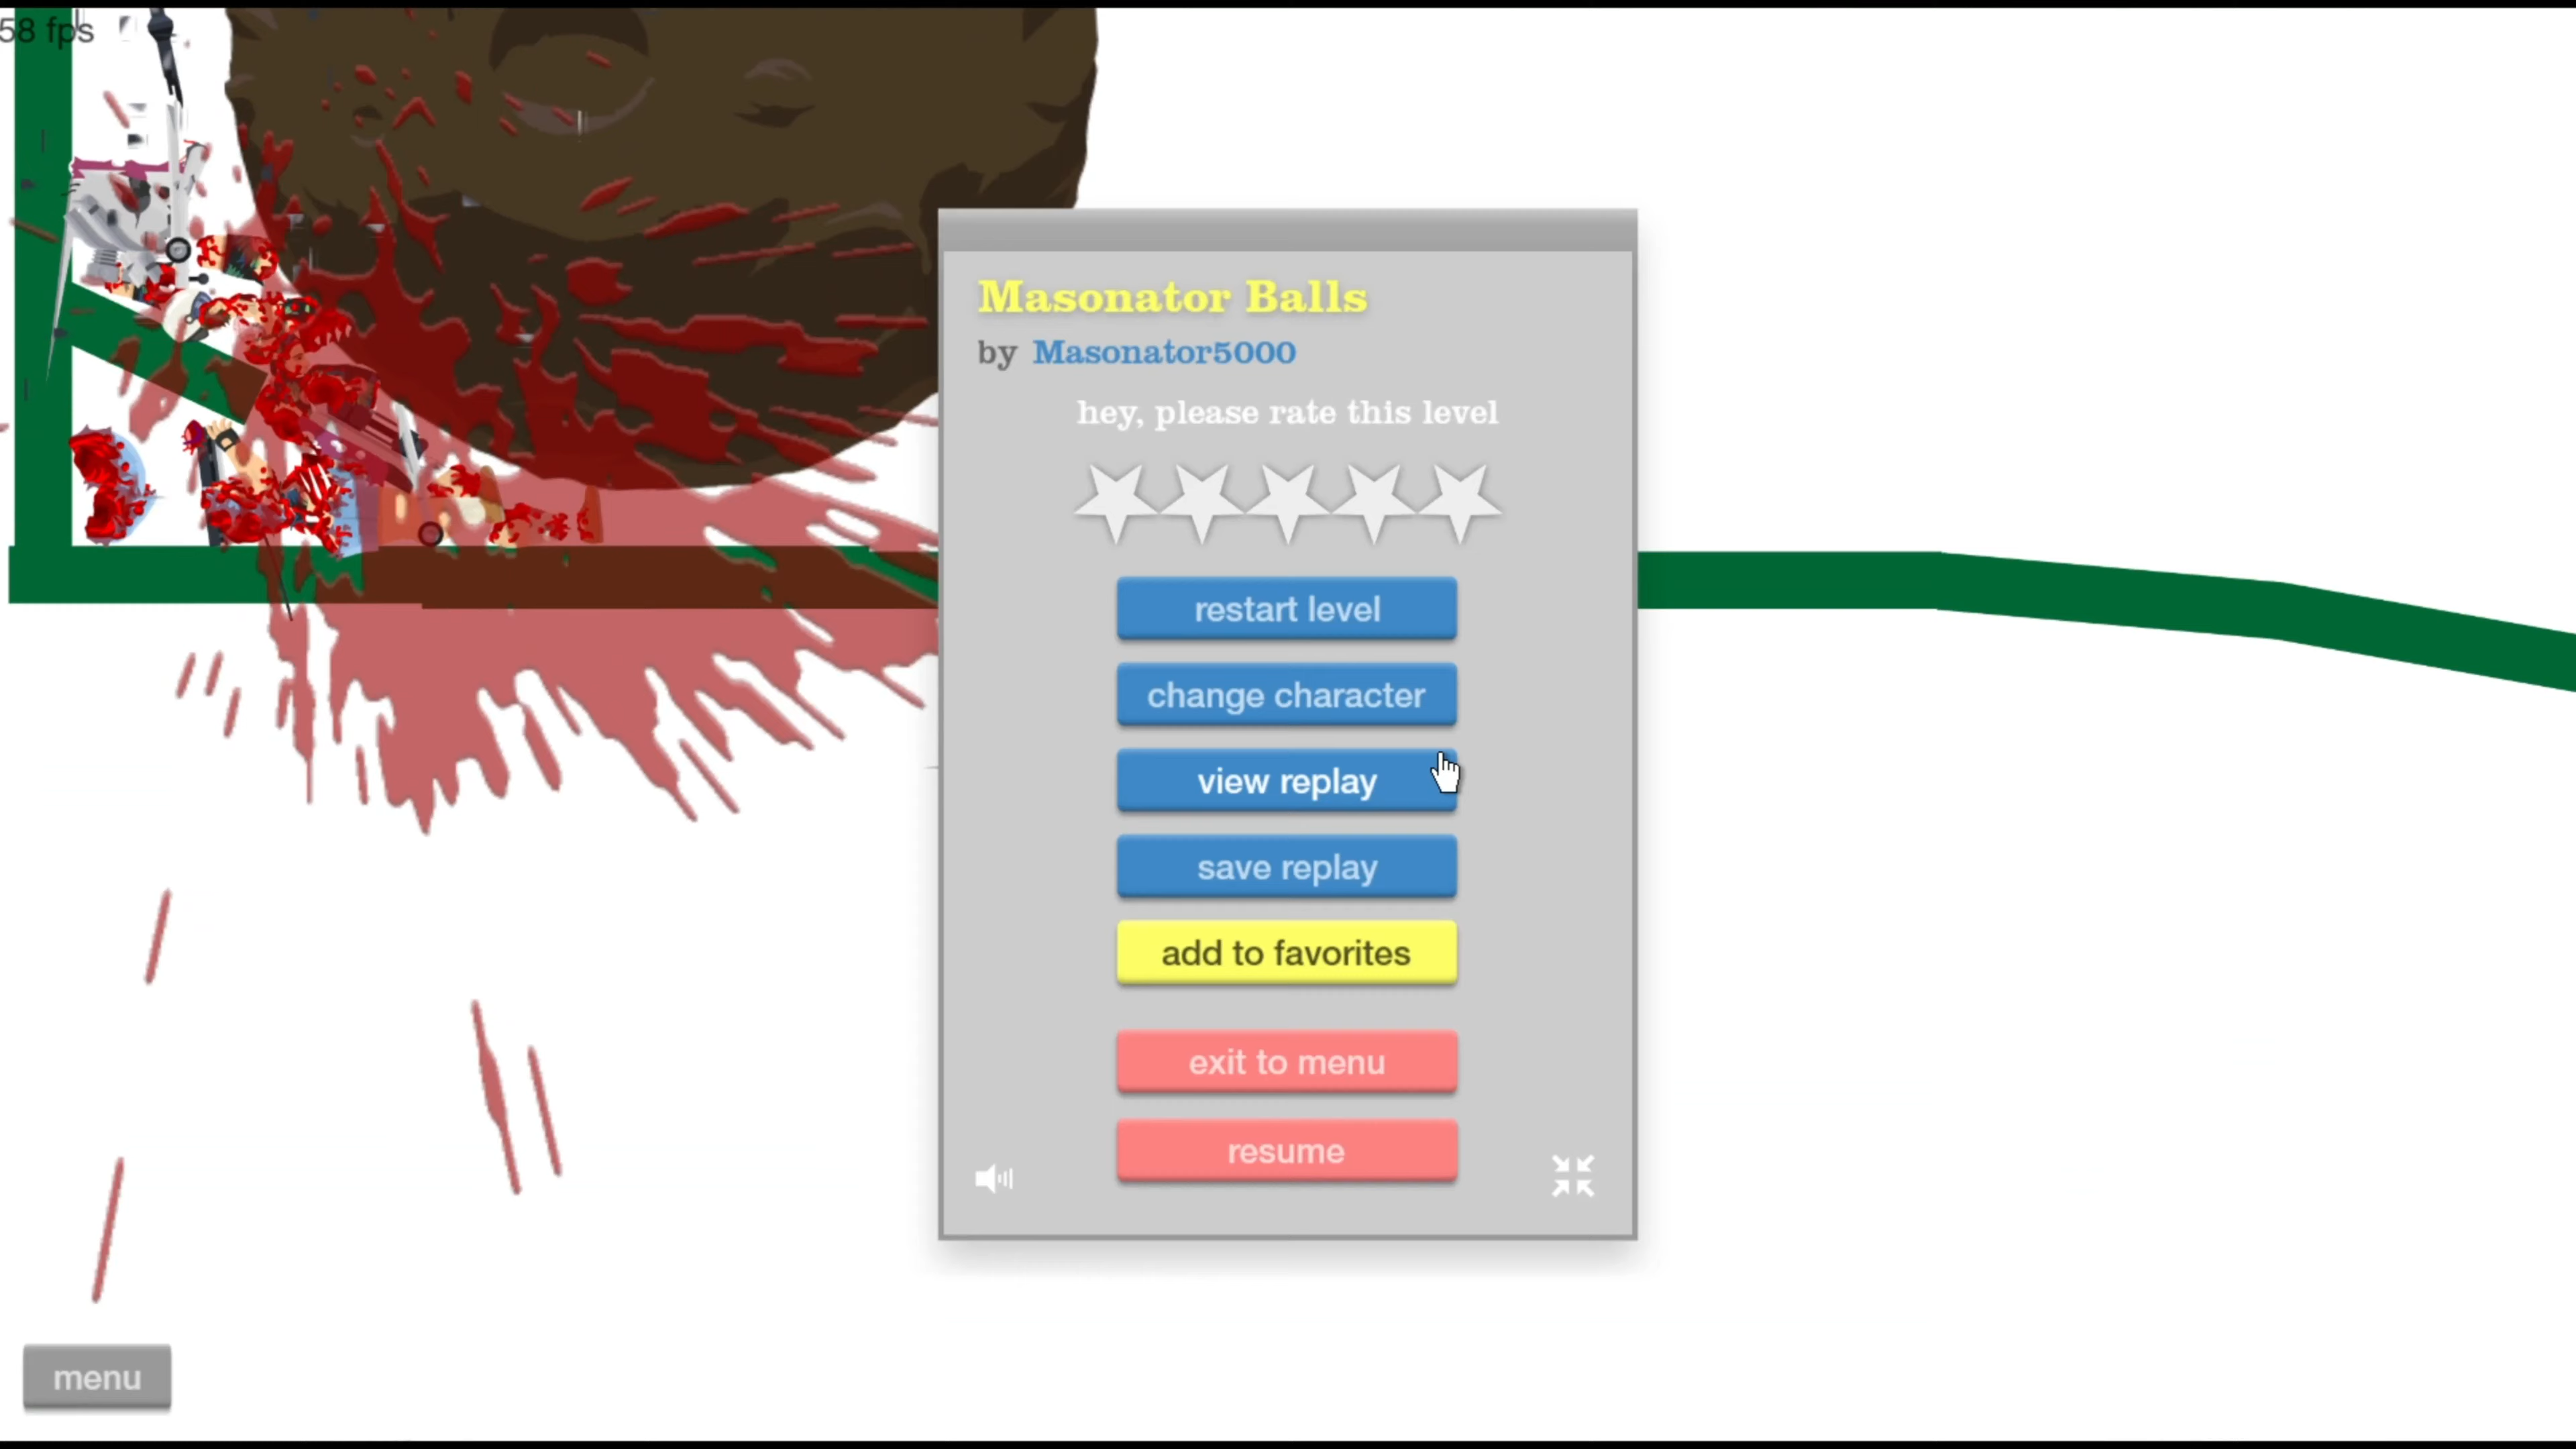 58 fps
Masonator Balls
by Masonator5000
hey, please rate this level
restart level
change character
view replay
save replay
add to favorites
exit to menu
resume
menu